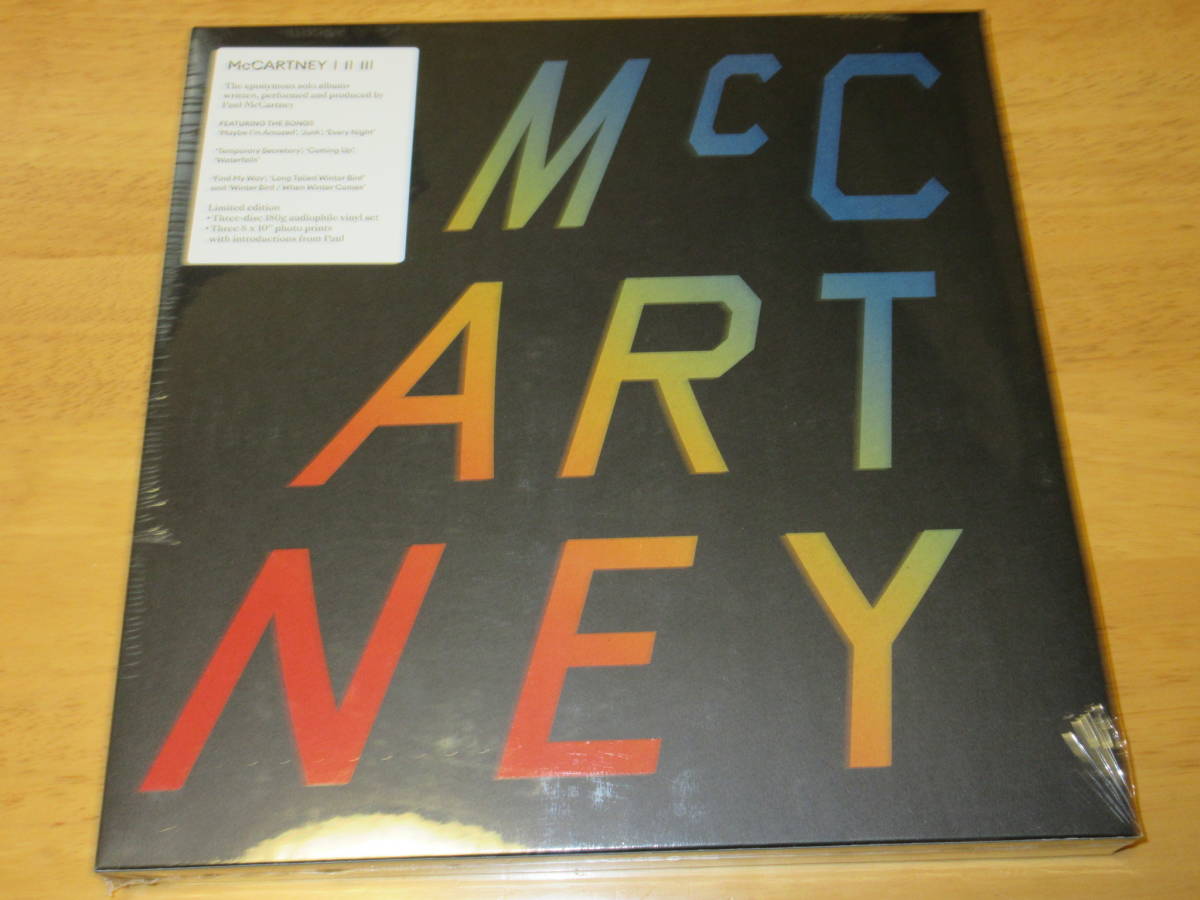 McCARTNEY I II III
The eponymous solo albums
written, performed and produced by
Paul McCartney
FEATURING THE SONGS
'Maybe I'm Amazed', 'Junk', 'Every Night'
'Temporary Secretary', 'Coming Up',
'Waterfalls'
'Find My Way', 'Long Tailed Winter Bird'
and 'Winter Bird / When Winter Comes'
Limited edition
• Three-disc 180g audiophile vinyl set
• Three 8 x 10" photo prints
with introductions from Paul
McC
ART
NEY